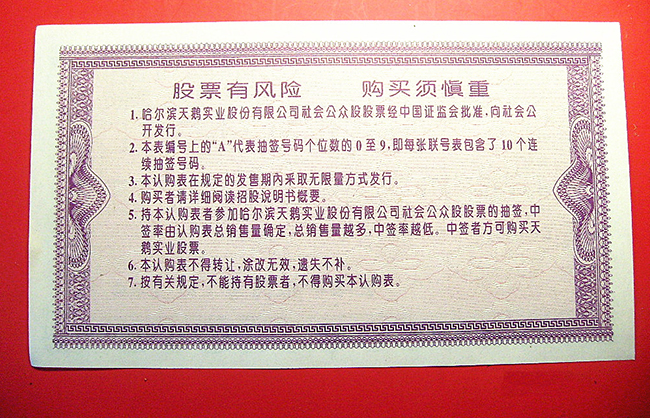 股票有风险 购买须慎重
1. 哈尔滨天鹅实业股份有限公司社会公众股股票经中国证监会批准,向社会公
开发行。
2. 本表编号上的“A”代表抽签号码个位数的 0 至 9,即每张联号表包含了 10 个连
续抽签号码。
3. 本认购表在规定的发售期内采取无限量方式发行。
4. 购买者请详细阅读招股说明书概要。
5. 持本认购表者参加哈尔滨天鹅实业股份有限公司社会公众股股票的抽签,中
签率由认购表总销售量确定,总销售量越多,中签率越低。中签者方可购买天
鹅实业股票。
6. 本认购表不得转让,涂改无效,遗失不补。
7. 按有关规定,不能持有股票者,不得购买本认购表。